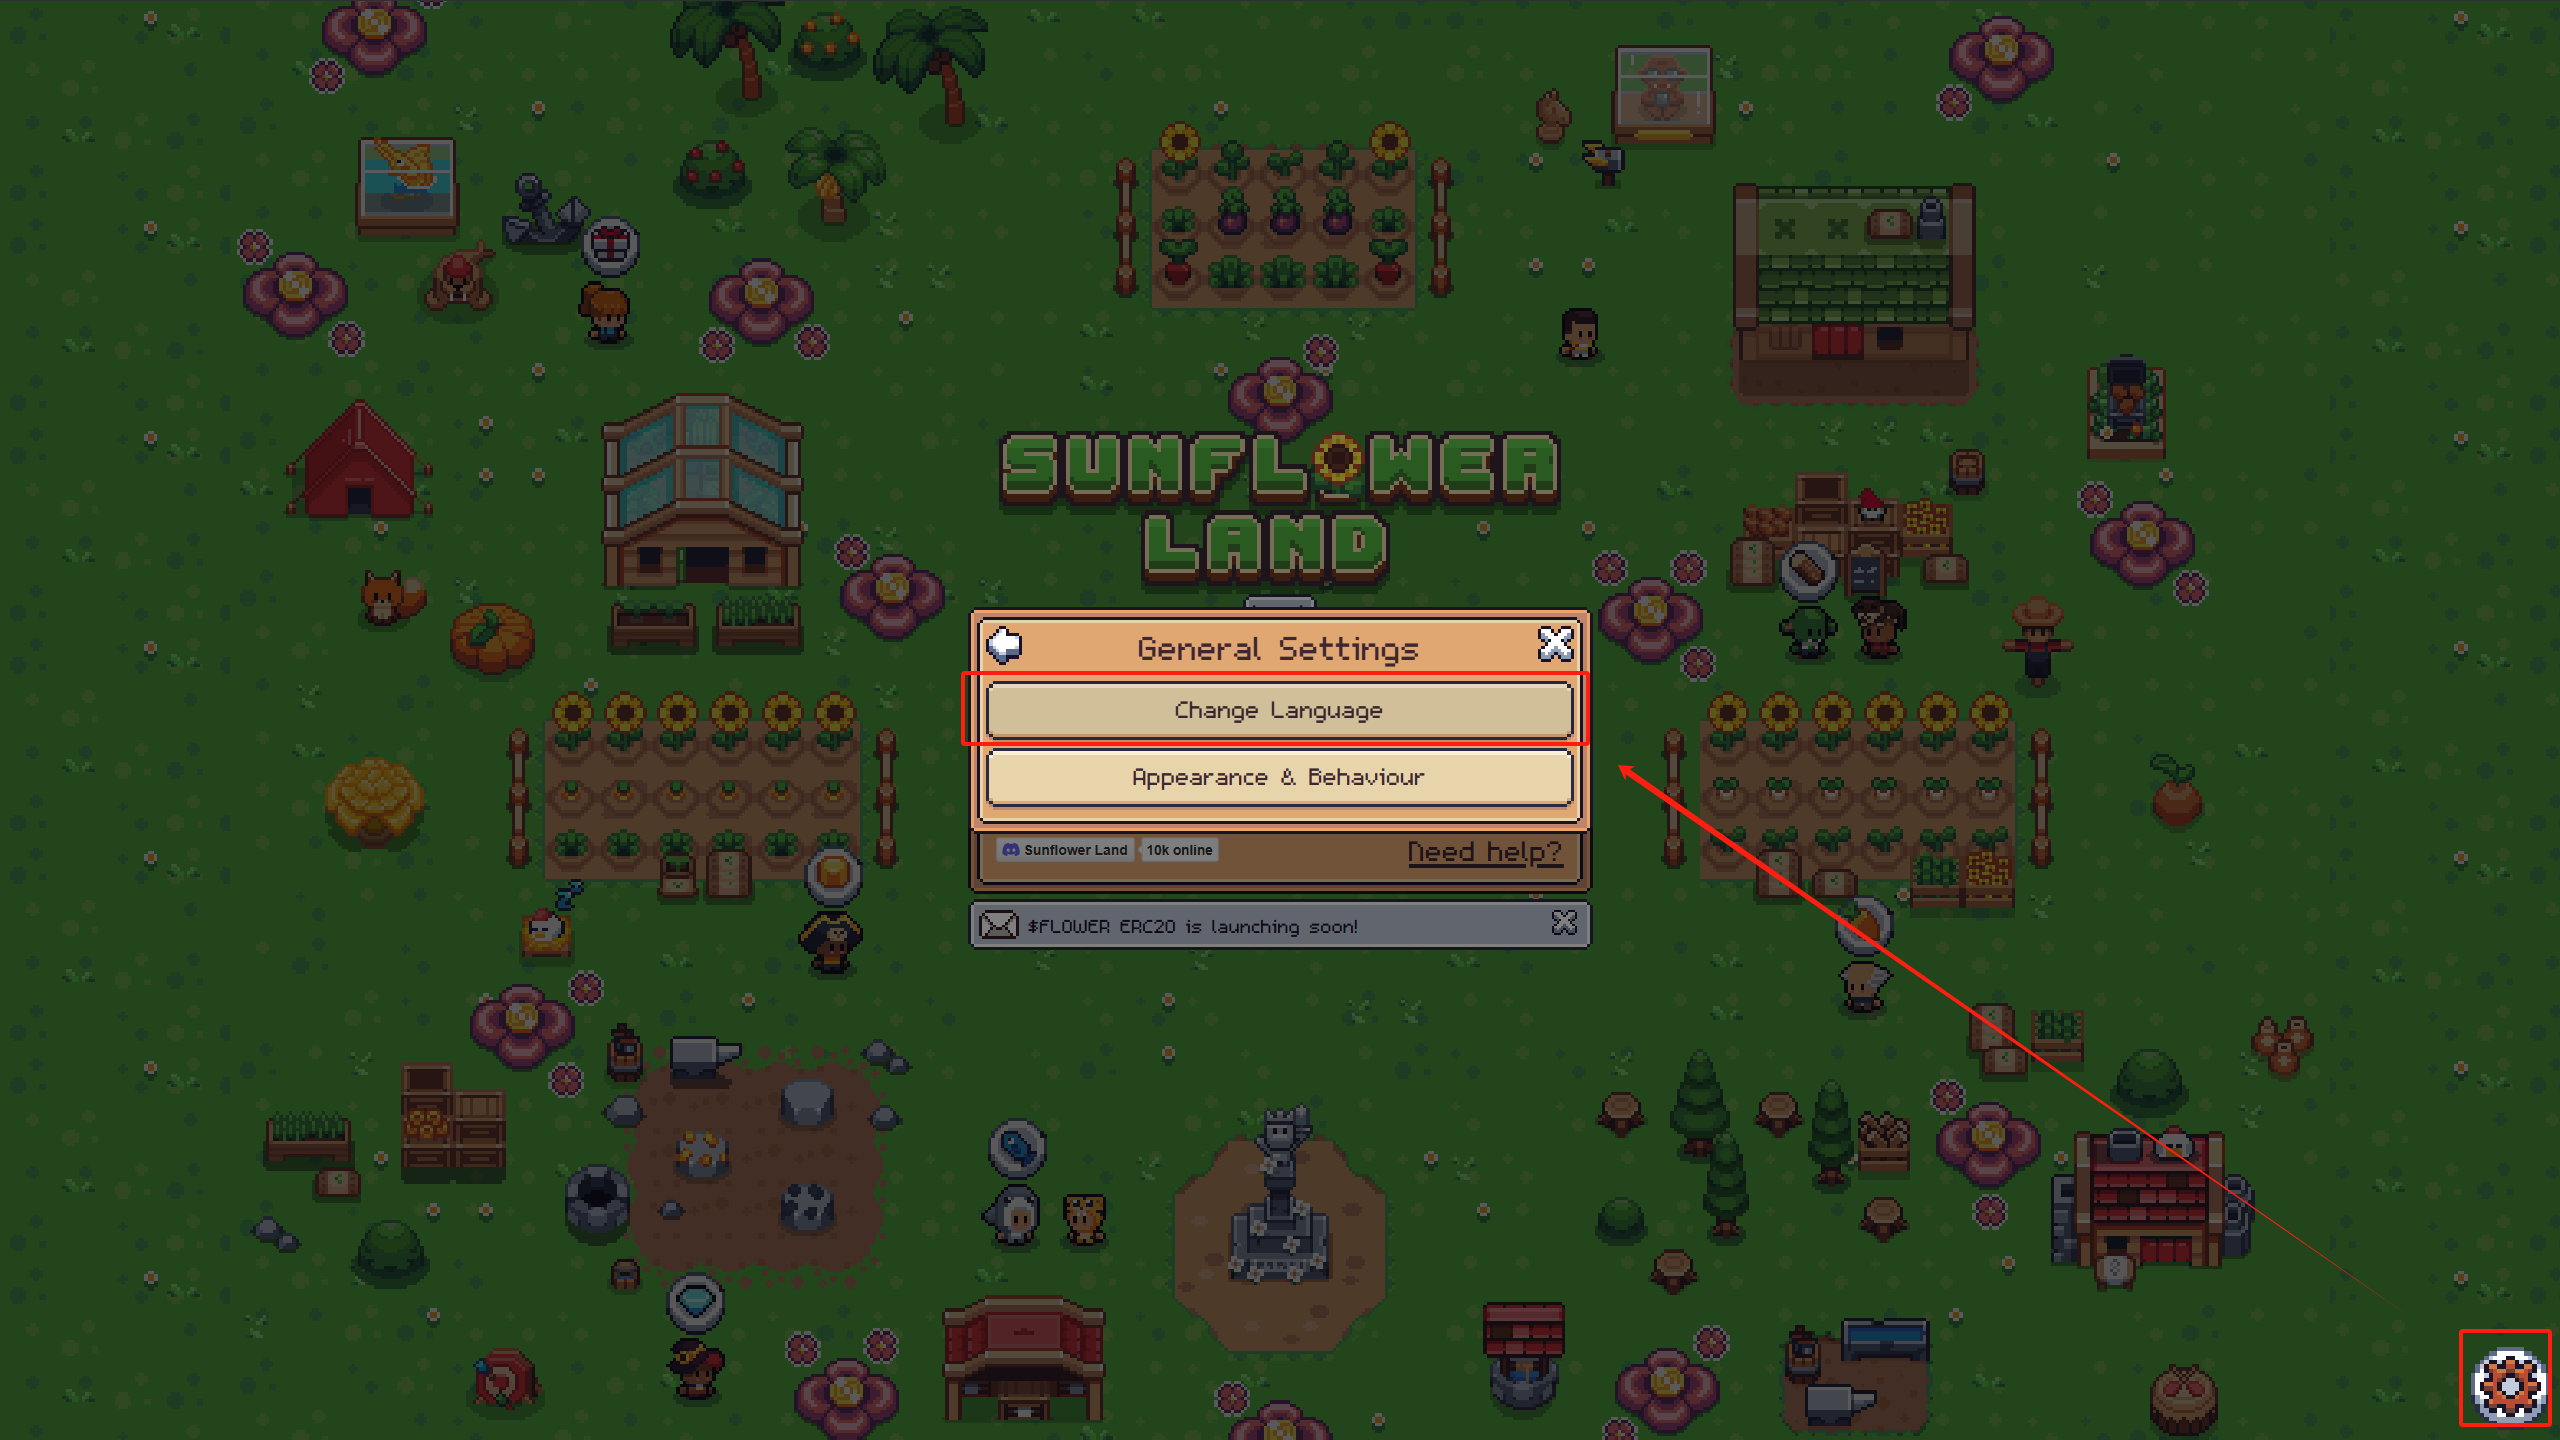 SUNFLOWER
LAND
General Settings
Change Language
Appearance & Behaviour
Sunflower Land 10k online
Need help?
$FLOWER ERC20 is launching soon!